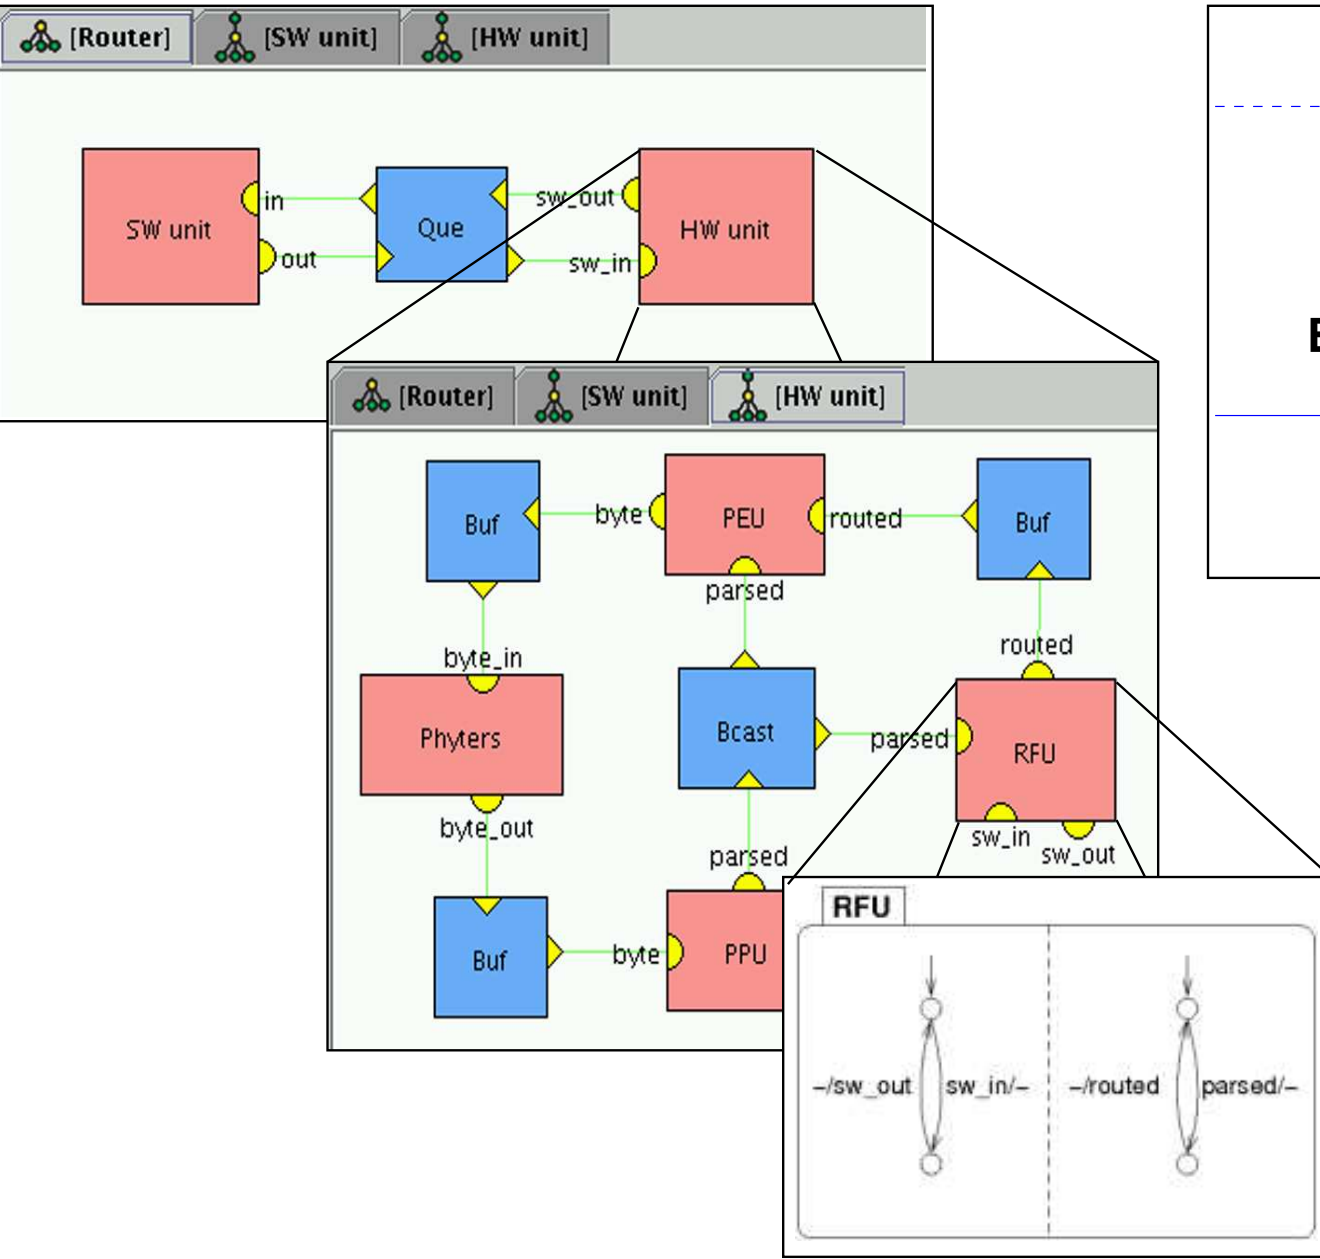 [Router] [SW unit] [HW unit]
SW unit
in
out
Que
sw_out
sw_in
HW unit
[Router] [SW unit] [HW unit]
Buf
byte
PEU
routed
Buf
parsed
byte_in
routed
Phyters
Bcast
parsed
RFU
byte_out
sw_in
sw_out
parsed
Buf
byte
PPU
RFU
–/sw_out
sw_in/–
–/routed
parsed/–